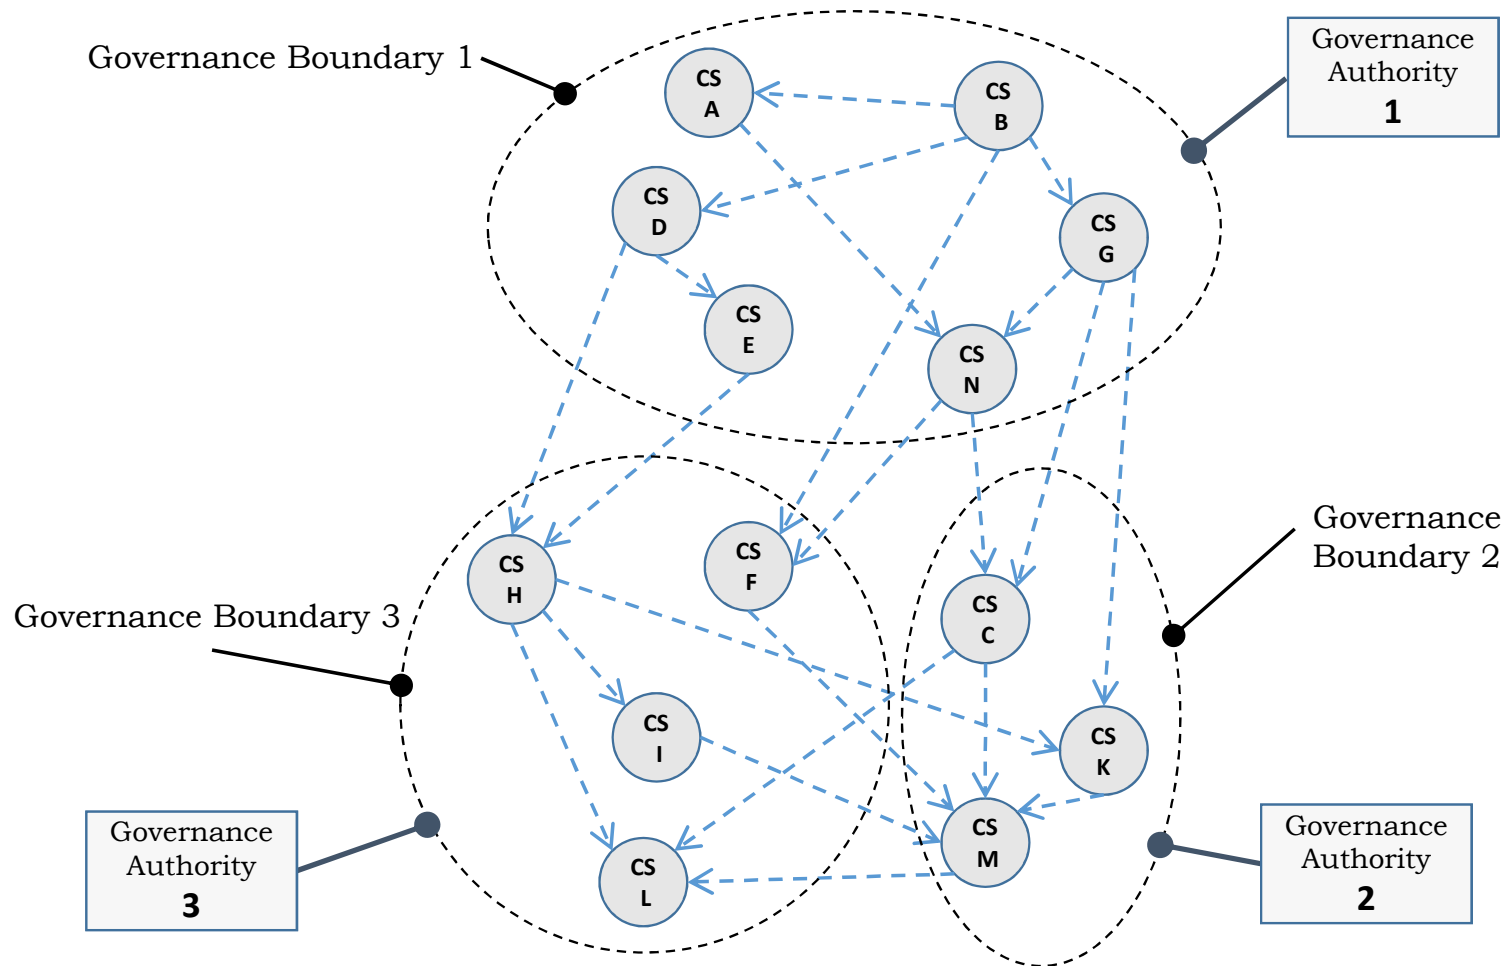 Governance Boundary 1
Governance
Authority
1
CS
A
CS
B
CS
D
CS
G
CS
E
CS
N
Governance
Boundary 2
CS
H
CS
F
CS
C
Governance Boundary 3
CS
I
CS
K
CS
M
CS
L
Governance
Authority
3
Governance
Authority
2